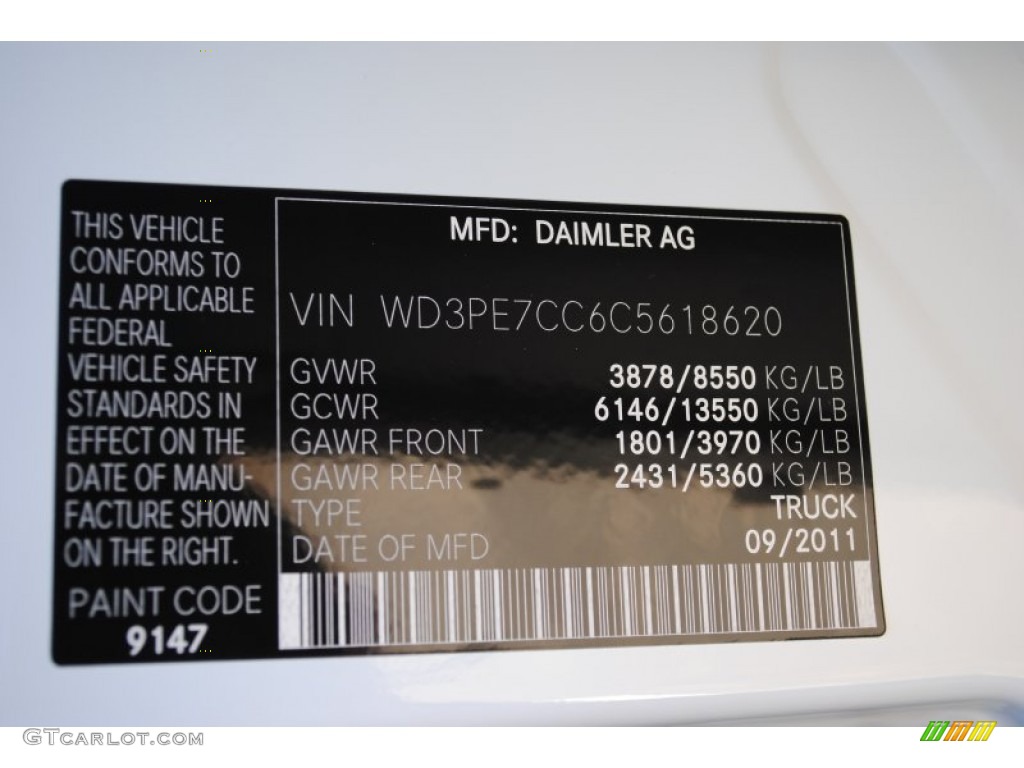 THIS VEHICLE
CONFORMS TO
ALL APPLICABLE
FEDERAL
VEHICLE SAFETY
STANDARDS IN
EFFECT ON THE
DATE OF MANU-
FACTURE SHOWN
ON THE RIGHT.
PAINT CODE
9147
MFD: DAIMLER AG
VIN WD3PE7CC6C5618620
GVWR 3878/8550 KG/LB
GCWR 6146/13550 KG/LB
GAWR FRONT 1801/3970 KG/LB
GAWR REAR 2431/5360 KG/LB
TYPE TRUCK
DATE OF MFD 09/2011
GTcarlot.com